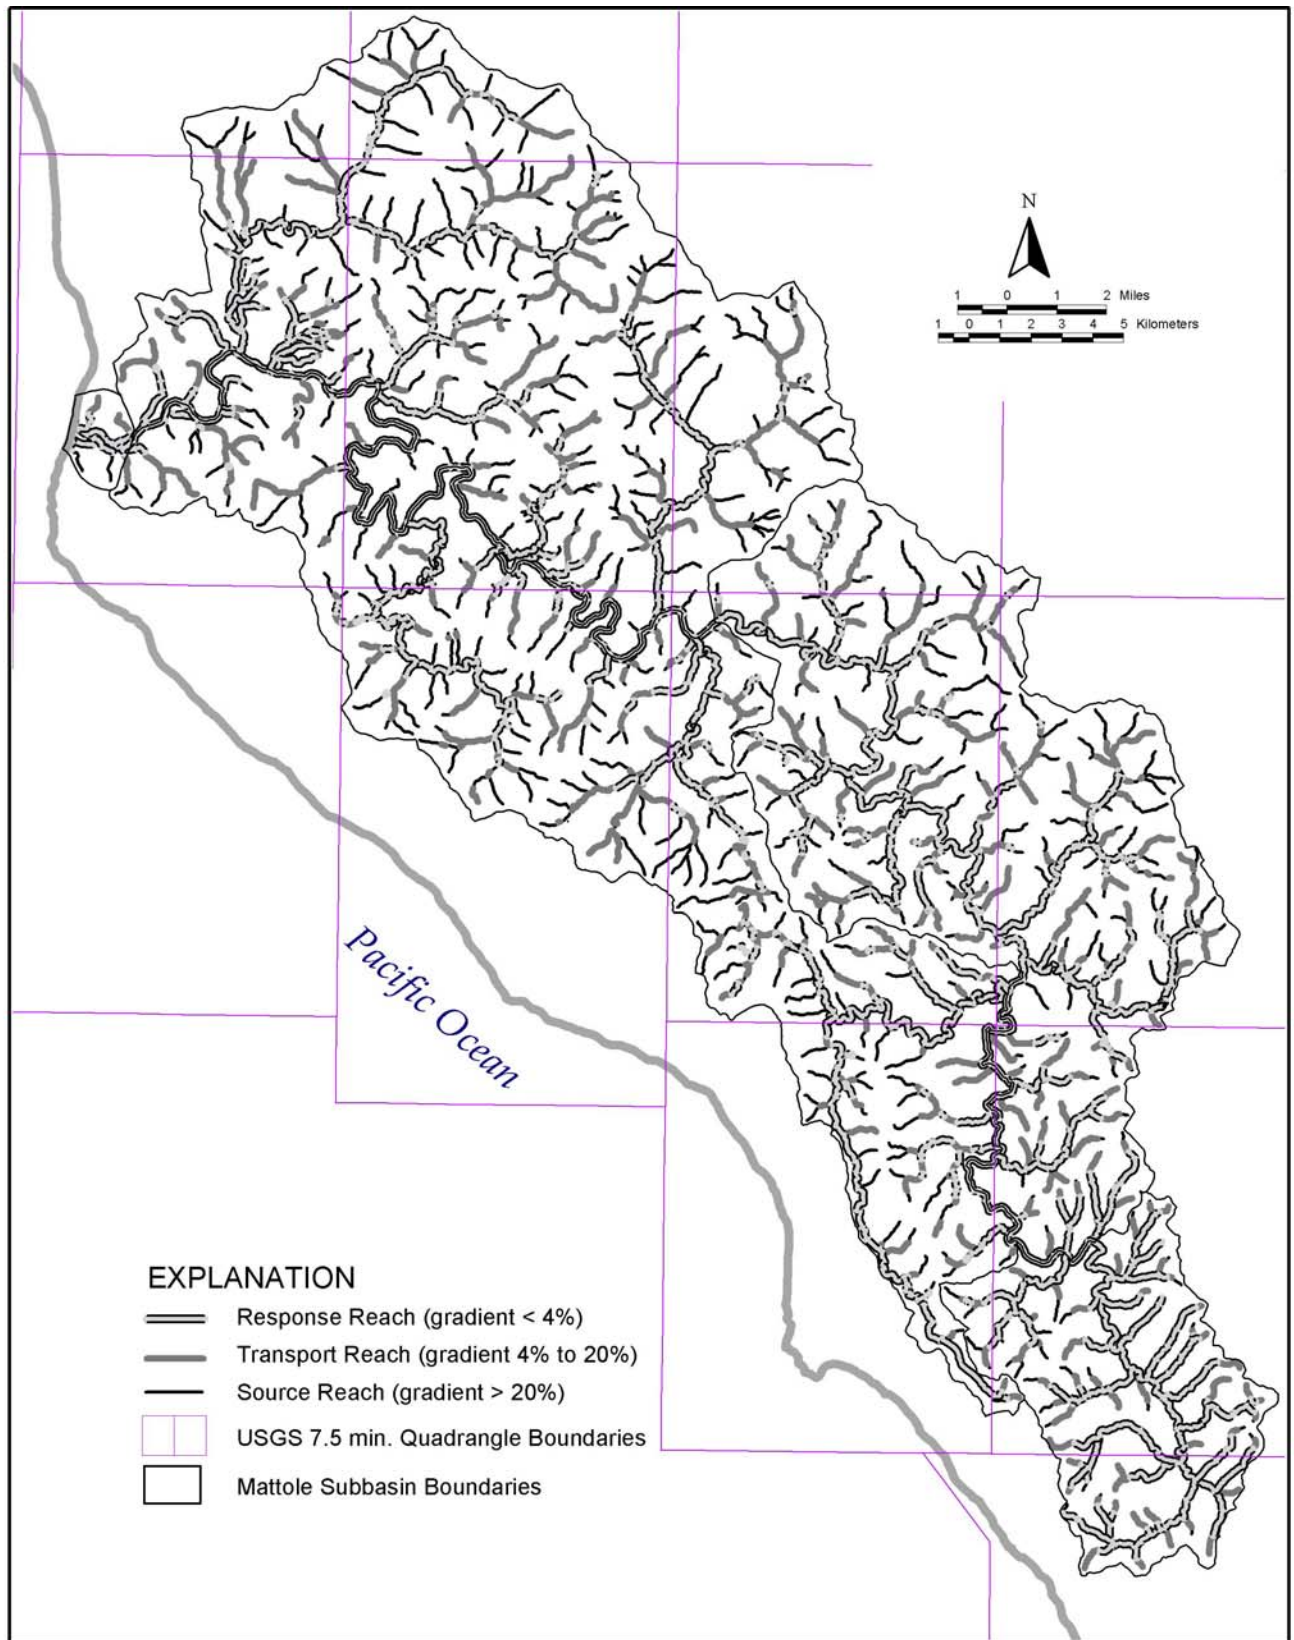 N
1 0 1 2 Miles
1 0 1 2 3 4 5 Kilometers
Pacific Ocean
EXPLANATION
Response Reach (gradient < 4%)
Transport Reach (gradient 4% to 20%)
Source Reach (gradient > 20%)
USGS 7.5 min. Quadrangle Boundaries
Mattole Subbasin Boundaries